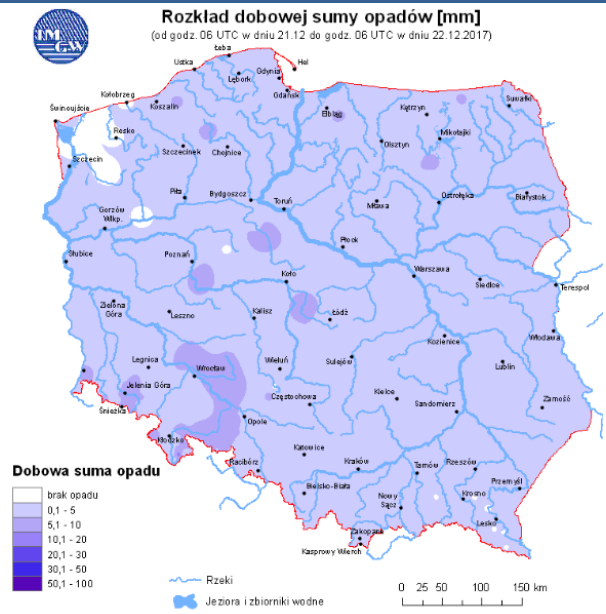 IM
GW
Rozkład dobowej sumy opadów [mm]
(od godz. 06 UTC w dniu 21.12 do godz. 06 UTC w dniu 22.12.2017)
Łeba
Ustka
Hel
Lębork
Gdynia
Gdańsk
Kołobrzeg
Koszalin
Świnoujście
Resko
Elbląg
Kętrzyn
Suwałki
Mikołajki
Olsztyn
Szczecin
Szczecinek
Chojnice
Piła
Bydgoszcz
Toruń
Mława
Ostrołęka
Białystok
Gorzów
Wlkp.
Płock
Słubice
Poznań
Koło
Warszawa
Siedlce
Terespol
Zielona
Góra
Leszno
Kalisz
Łódź
Kozienice
Włodawa
Legnica
Wrocław
Wieluń
Sulejów
Lublin
Jelenia Góra
Śnieżka
Częstochowa
Kielce
Sandomierz
Zamość
Opole
Kłodzko
Racibórz
Katowice
Kraków
Tarnów
Rzeszów
Przemyśl
Bielsko-Biała
Nowy
Sącz
Krosno
Lesko
Zakopane
Kasprowy Wierch
Dobowa suma opadu
brak opadu
0,1 - 5
5,1 - 10
10,1 - 20
20,1 - 30
30,1 - 50
50,1 - 100
Rzeki
Jeziora i zbiorniki wodne
0 25 50 100 150 km